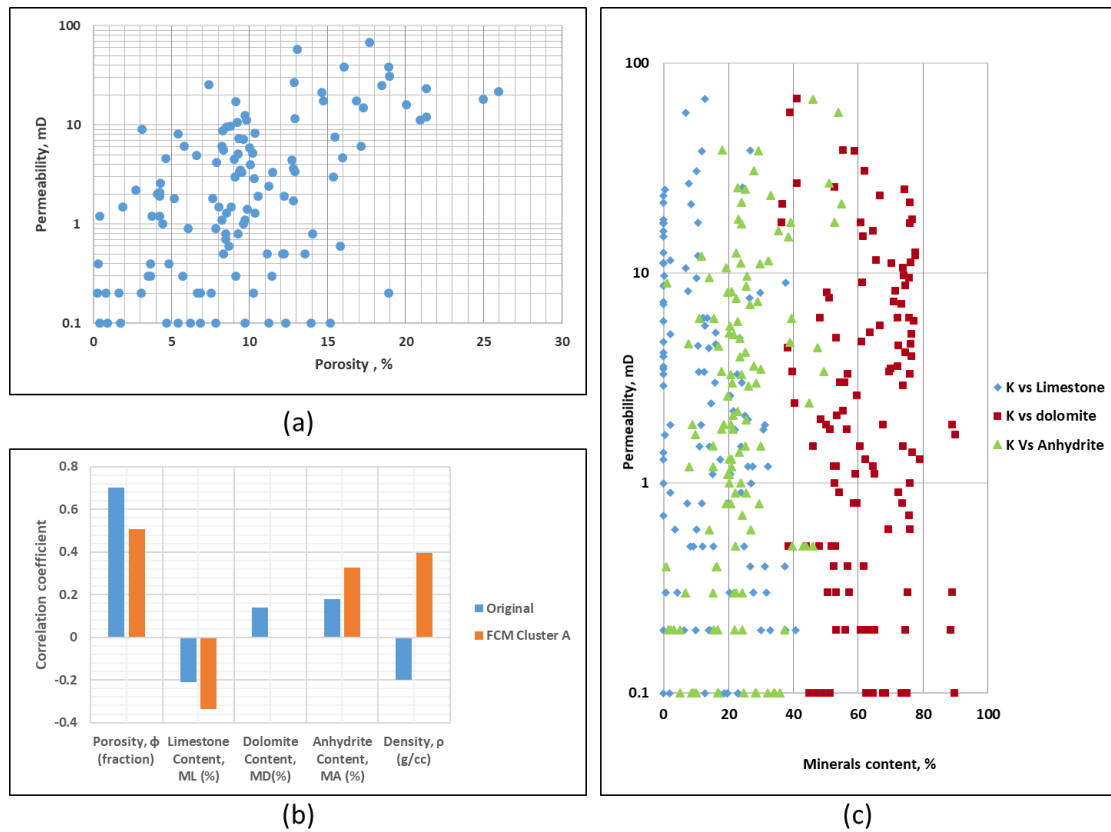 100
10
1
0.1
0
5
10
15
20
25
30
Permeability, mD
Porosity , %
(a)
0.8
0.6
0.4
0.2
0
-0.2
-0.4
Correlation coefficient
Porosity, ϕ
(fraction)
Limestone
Content,
ML (%)
Dolomite
Content,
MD(%)
Anhydrite
Content,
MA (%)
Density, ρ
(g/cc)
Original
FCM Cluster A
(b)
100
10
1
0.1
0
20
40
60
80
100
Permeability, mD
Minerals content, %
K vs Limestone
K vs dolomite
K Vs Anhydrite
(c)